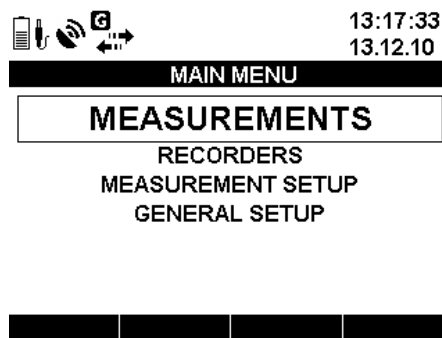 G
13:17:33
13.12.10
MAIN MENU
MEASUREMENTS
RECORDERS
MEASUREMENT SETUP
GENERAL SETUP